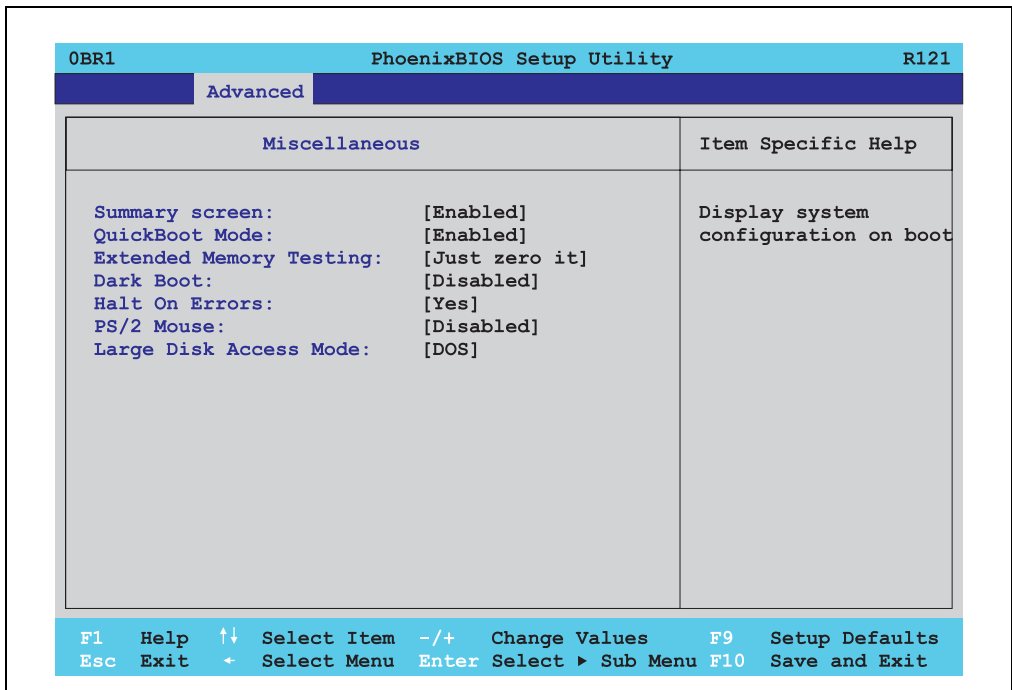 0BR1 PhoenixBIOS Setup Utility R121
Advanced
Miscellaneous
Item Specific Help
Summary screen: [Enabled]
QuickBoot Mode: [Enabled]
Extended Memory Testing: [Just zero it]
Dark Boot: [Disabled]
Halt On Errors: [Yes]
PS/2 Mouse: [Disabled]
Large Disk Access Mode: [DOS]
Display system
configuration on boot
F1 Help ↑↓ Select Item -/+ Change Values F9 Setup Defaults
Esc Exit ← Select Menu Enter Select ▶ Sub Menu F10 Save and Exit